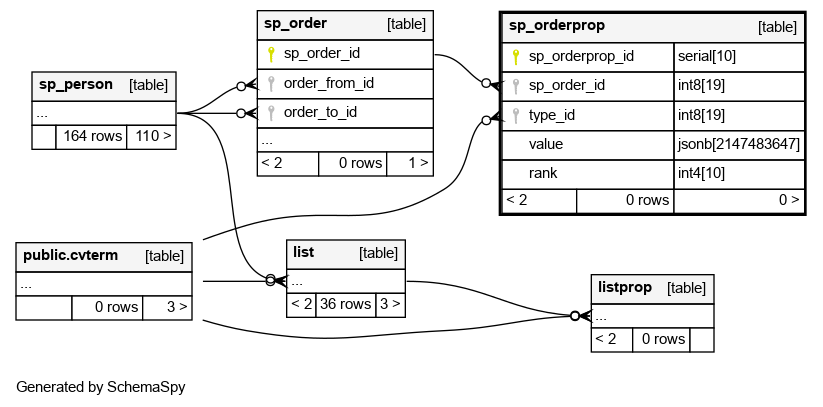 sp_order [table]
sp_order_id
order_from_id
order_to_id
...
< 2 0 rows 1 >
sp_orderprop [table]
sp_orderprop_id serial[10]
sp_order_id int8[19]
type_id int8[19]
value jsonb[2147483647]
rank int4[10]
< 2 0 rows 0 >
sp_person [table]
...
164 rows 110 >
public.cvterm [table]
...
0 rows 3 >
list [table]
...
< 2 36 rows 3 >
listprop [table]
...
< 2 0 rows
Generated by SchemaSpy